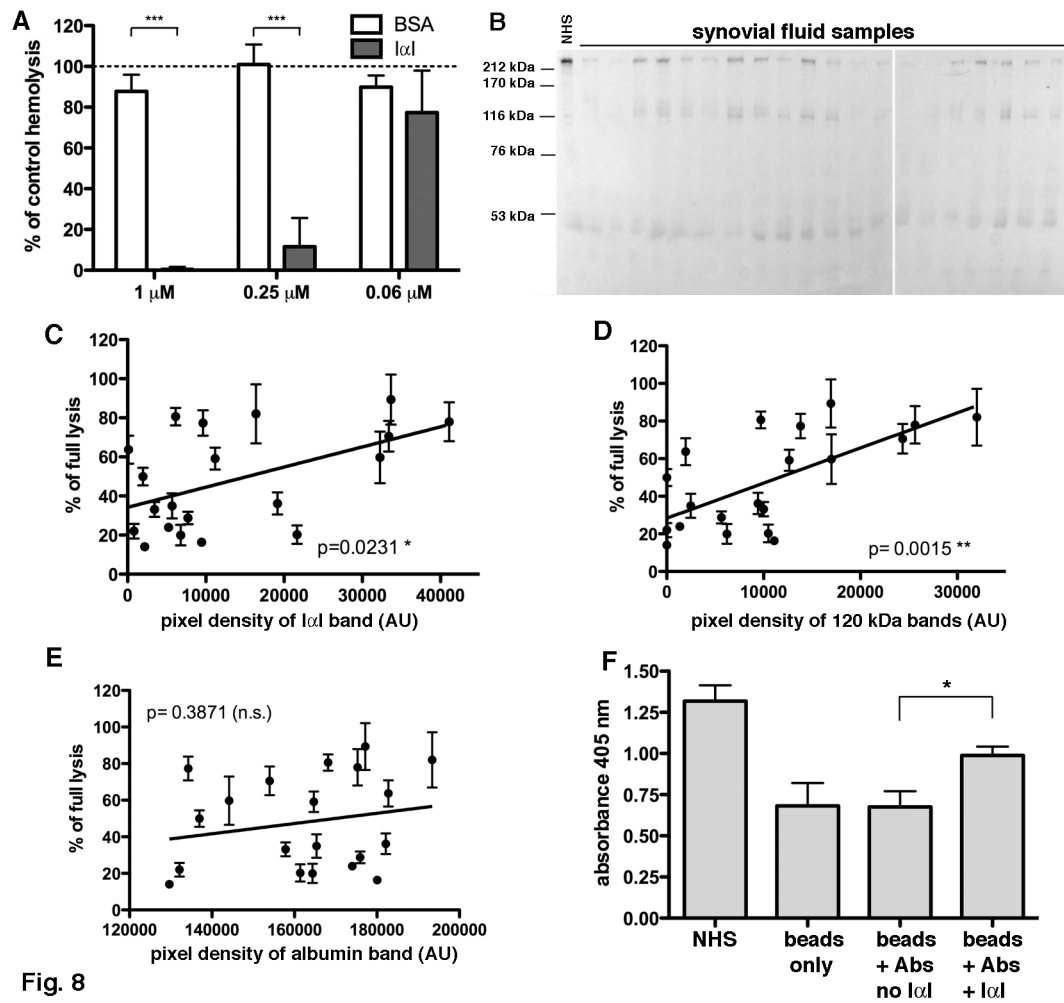 A
BSA
IαI
***
***
120
100
80
60
40
20
0
% of control hemolysis
1 μM
0.25 μM
0.06 μM
B
NHS
synovial fluid samples
212 kDa
170 kDa
116 kDa
76 kDa
53 kDa
C
120
100
80
60
40
20
0
% of full lysis
p=0.0231 *
0
10000
20000
30000
40000
pixel density of IαI band (AU)
D
120
100
80
60
40
20
0
% of full lysis
p= 0.0015 **
0
10000
20000
30000
pixel density of 120 kDa bands (AU)
E
120
100
80
60
40
20
0
% of full lysis
p= 0.3871 (n.s.)
120000
140000
160000
180000
200000
pixel density of albumin band (AU)
F
*
1.50
1.25
1.00
0.75
0.50
0.25
0.00
absorbance 405 nm
NHS
beads
only
beads
+ Abs
no IαI
beads
+ Abs
+ IαI
Fig. 8